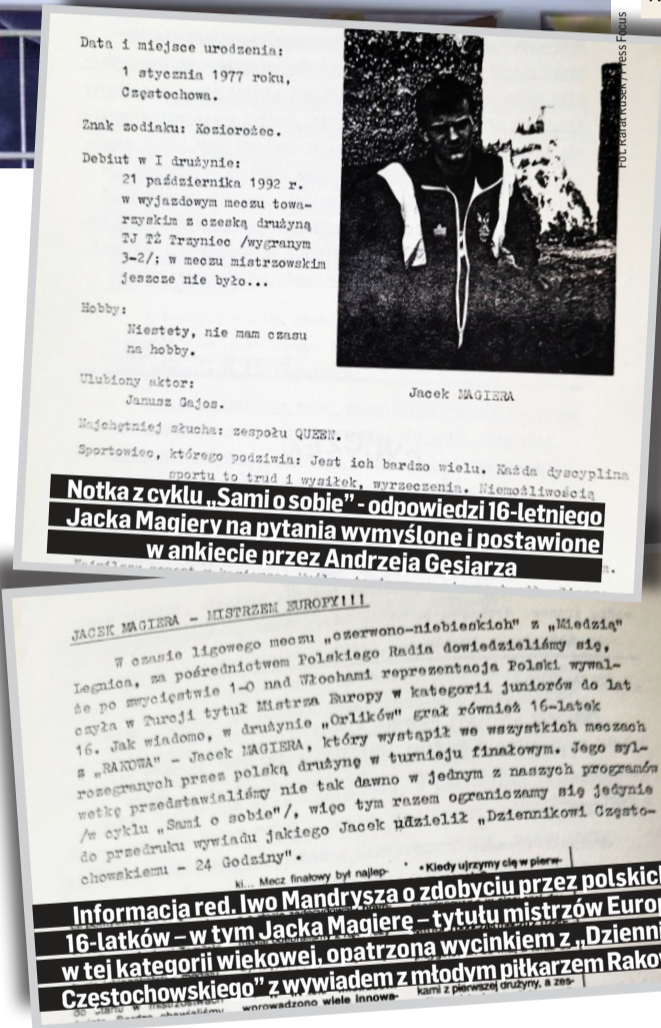 Fot. Rafał Rusek / Press Focus
Data i miejsce urodzenia:
1 stycznia 1977 roku,
Częstochowa.
Znak zodiaku: Koziorożec.
Debiut w I drużynie:
21 października 1992 r.
w wyjazdowym meczu towa-
rzyskim z czeską drużyną
TJ TŻ Trzyniec /wygranym
3-2/; w meczu mistrzowskim
jeszcze nie było...
Hobby:
Niestety, nie mam czasu
na hobby.
Ulubiony aktor:
Janusz Gajos.
Jacek MAGIERA
Najchętniej słucha: zespołu QUEEN.
Sportowiec, którego podziwia: Jest ich bardzo wielu. Każda dyscyplina
sportu to trud i wysiłek, wyrzeczenia. Niemożliwością
Notka z cyklu „Sami o sobie” - odpowiedzi 16-letniego
Jacka Magiery na pytania wymyślone i postawione
w ankiecie przez Andrzeja Gęsiarza
JACEK MAGIERA - MISTRZEM EUROPY!!!
W czasie ligowego meczu „czerwono-niebieskich” z „Miedzią”
Legnica, za pośrednictwem Polskiego Radia dowiedzieliśmy się,
że po zwycięstwie 1-0 nad Włochami reprezentacja Polski wywal-
czyła w Turcji tytuł Mistrza Europy w kategorii juniorów do lat
16. Jak wiadomo, w drużynie „Orlików” grał również 16-latek
z „RAKOWA” - Jacek MAGIERA, który wystąpił we wszystkich meczach
rozegranych przez polską drużynę w turnieju finałowym. Jego syl-
wetkę przedstawialiśmy nie tak dawno w jednym z naszych programów
/w cyklu „Sami o sobie”/, więc tym razem ograniczamy się jedynie
do przedruku wywiadu jakiego Jacek udzielił „Dziennikowi Często-
chowskiemu - 24 Godziny".
ki... Mecz finałowy był najlep-
• Kiedy ujrzymy cię w pierw-
Informacja red. Iwo Mandrysza o zdobyciu przez polskich
16-latków – w tym Jacka Magierę – tytułu mistrzów Europ
w tej kategorii wiekowej, opatrzona wycinkiem z „Dzienni
Częstochowskiego” z wywiadem z młodym piłkarzem Rako
wprowadzono wiele innowa-
kami z pierwszej drużyny, a zes-